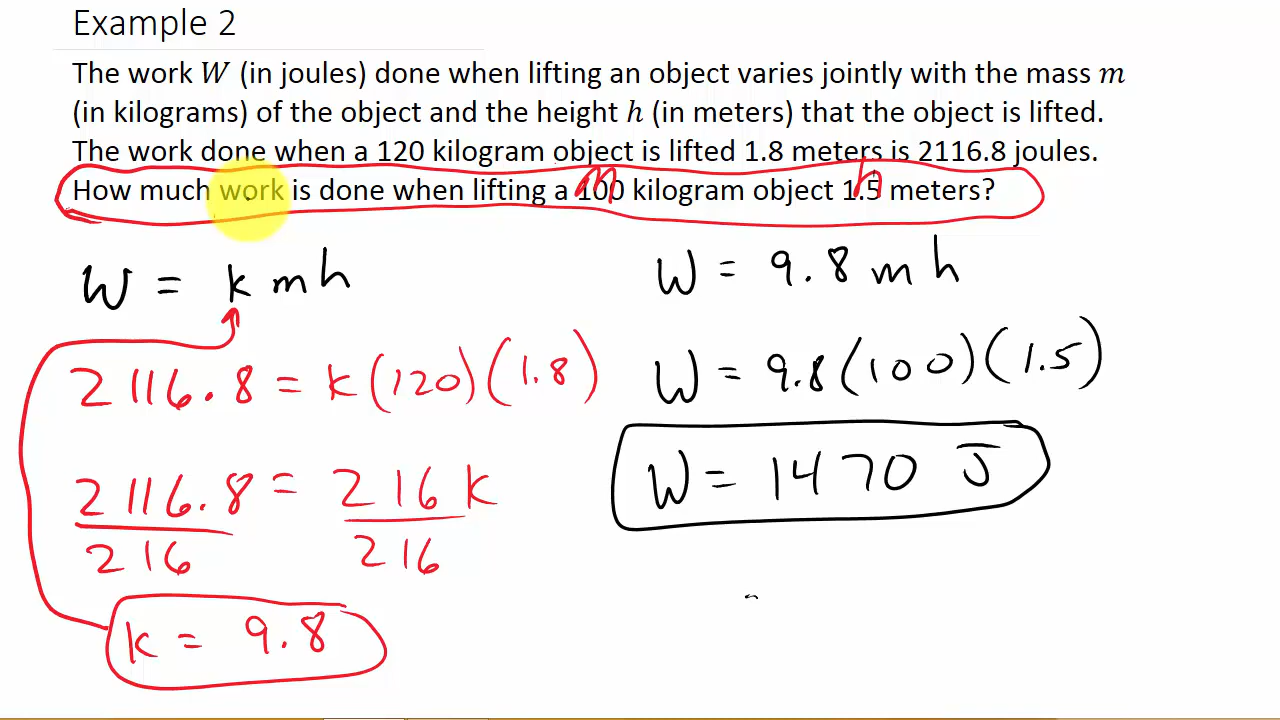 Example 2
The work W (in joules) done when lifting an object varies jointly with the mass m
(in kilograms) of the object and the height h (in meters) that the object is lifted.
The work done when a 120 kilogram object is lifted 1.8 meters is 2116.8 joules.
m h
How much work is done when lifting a 100 kilogram object 1.5 meters?
W = k m h
2116.8 = k(120)(1.8)
2116.8 = 216 k
216 216
k = 9.8
W = 9.8 m h
W = 9.8(100)(1.5)
W = 1470 J